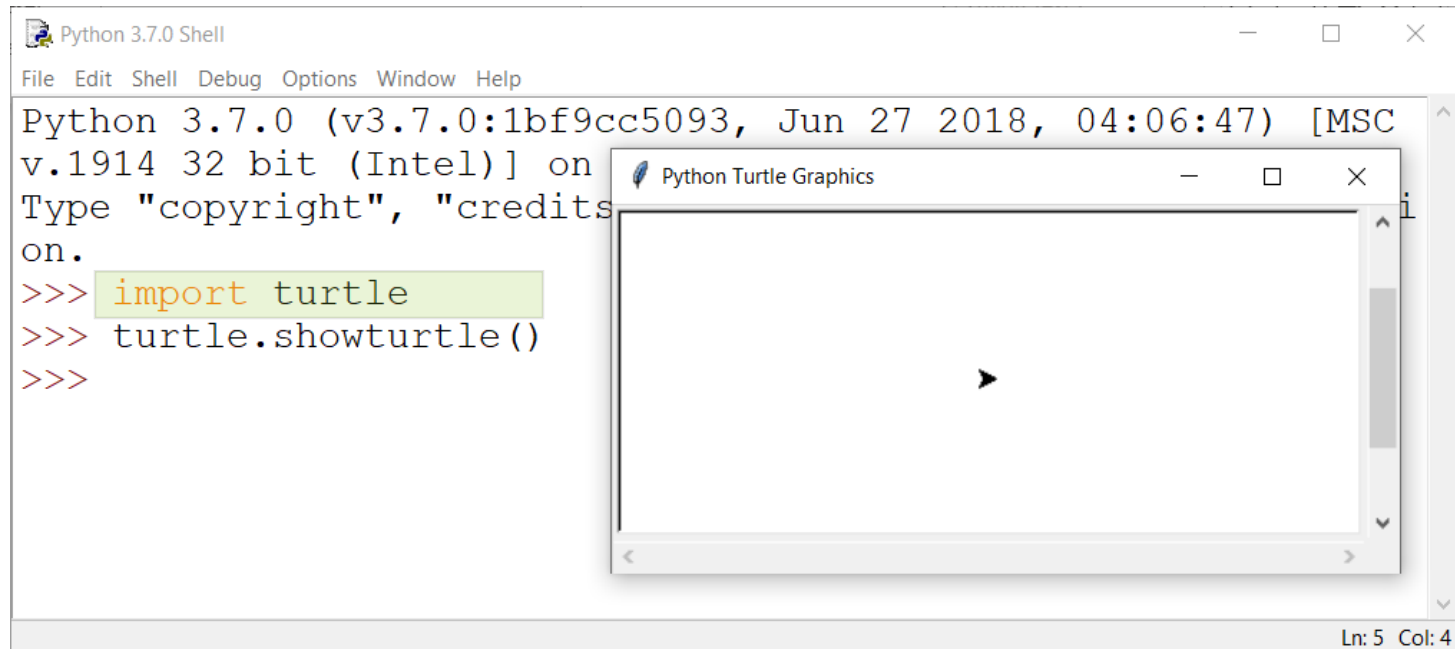 Python 3.7.0 Shell
File Edit Shell Debug Options Window Help
Python 3.7.0 (v3.7.0:1bf9cc5093, Jun 27 2018, 04:06:47) [MSC
v.1914 32 bit (Intel)] on
Type "copyright", "credits i
on.
>>> import turtle
>>> turtle.showturtle()
>>>
Python Turtle Graphics
Ln: 5 Col: 4